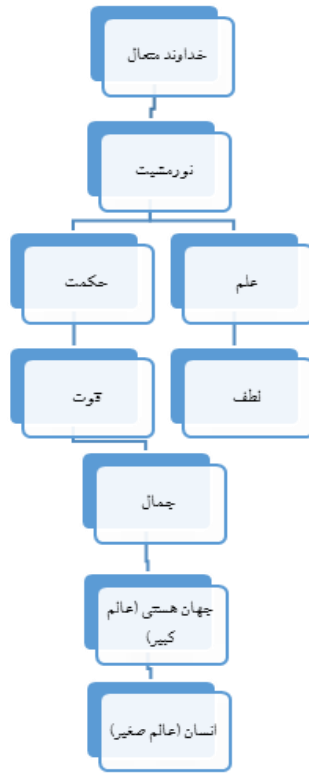 خداوند متعال
نورمشیت
علم
حکمت
لطف
قوت
جمال
جهان هستی (عالم
کبیر)
انسان (عالم صغیر)